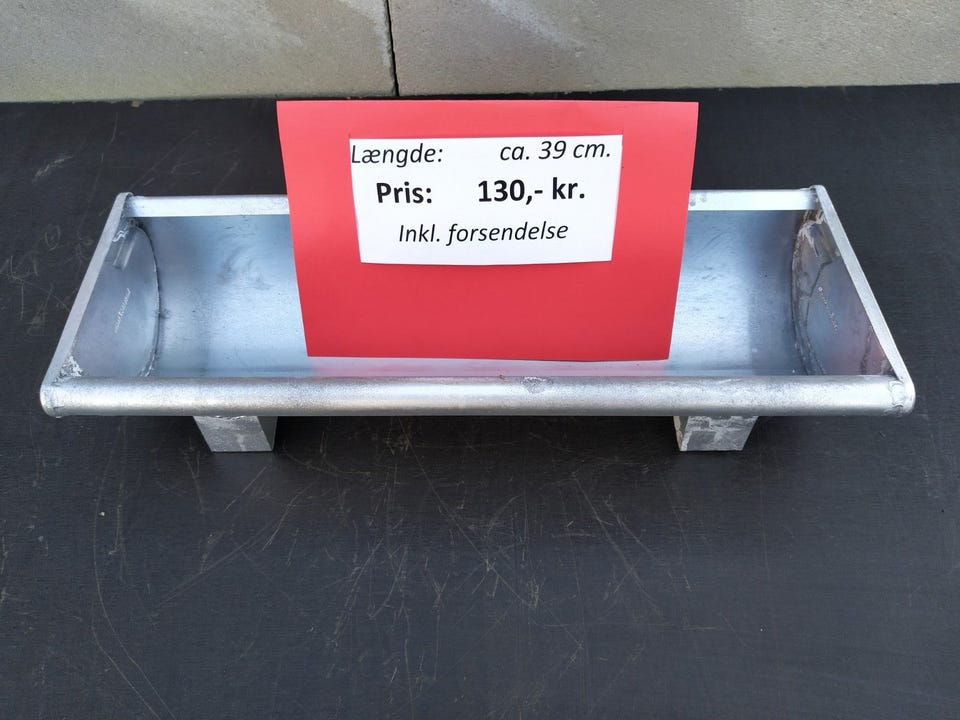 Længde: ca. 39 cm.
Pris: 130,- kr.
Inkl. forsendelse